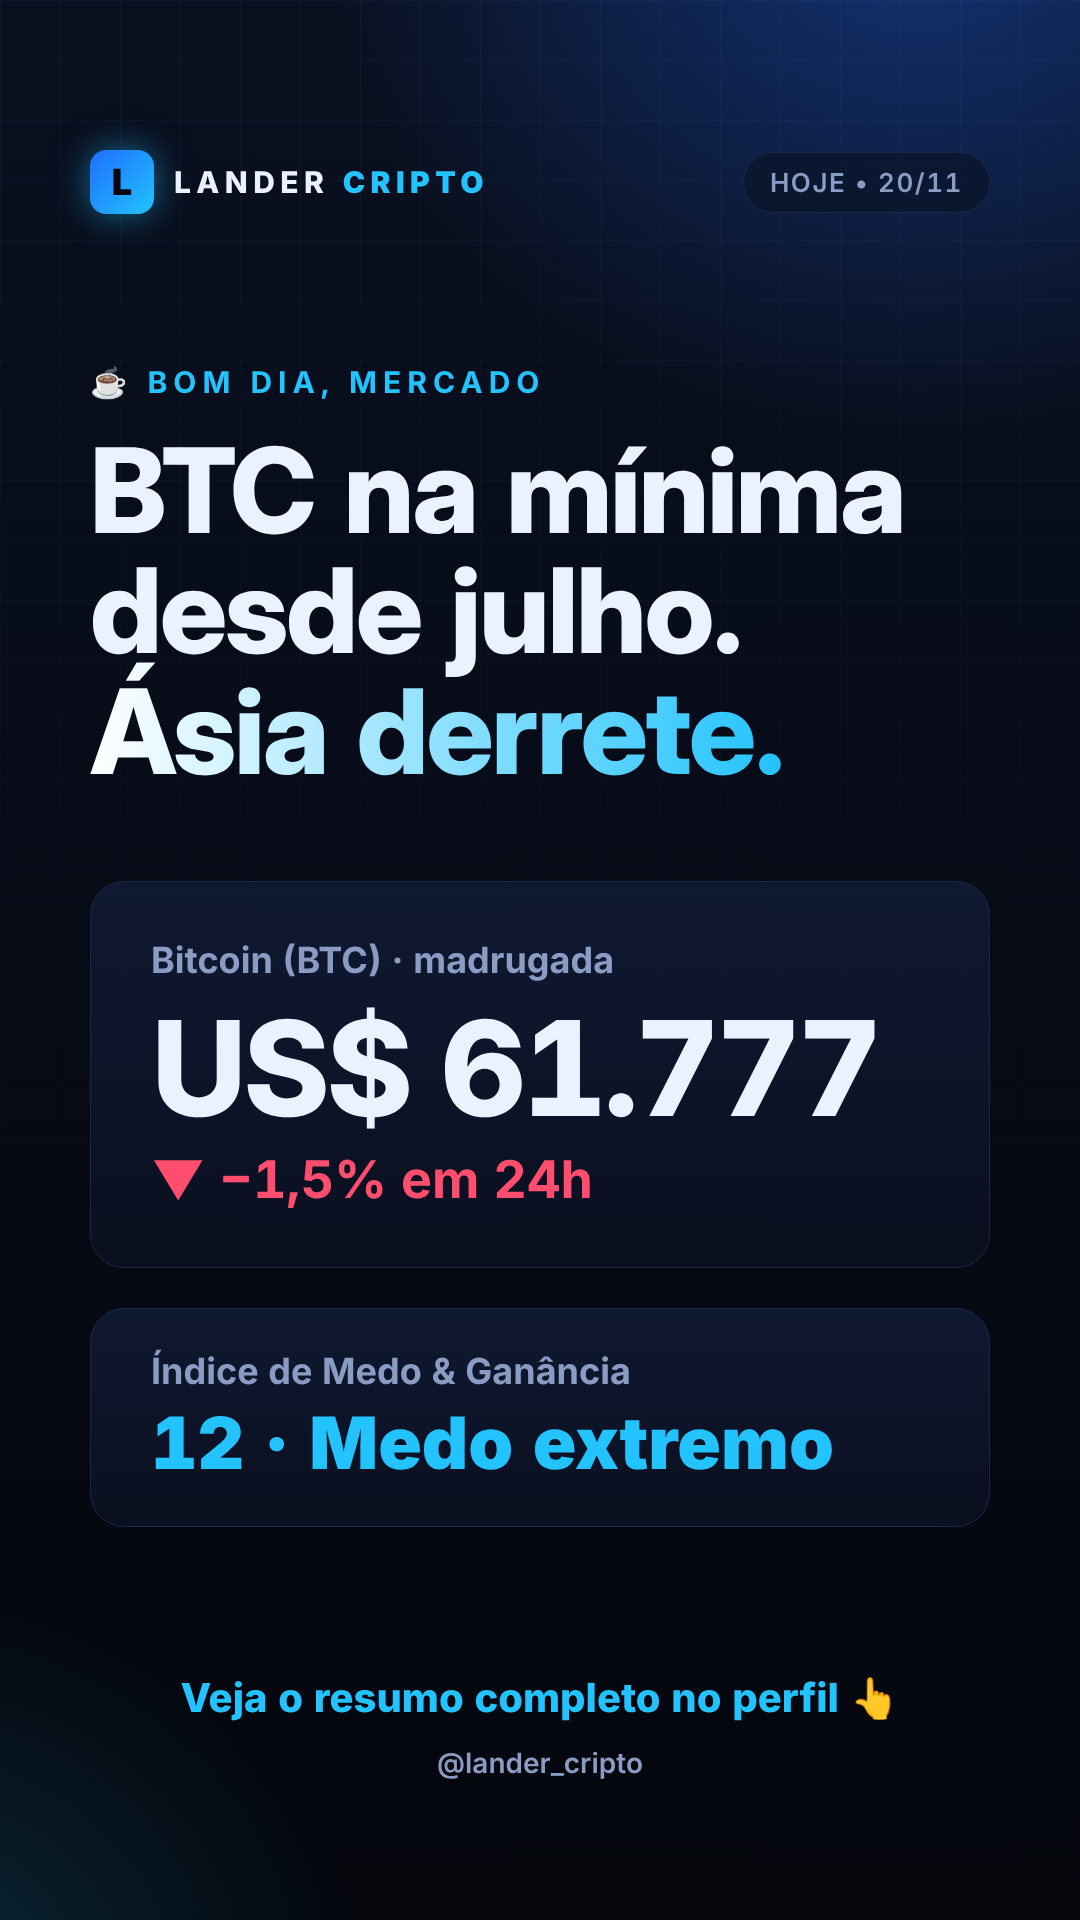 L LANDER CRIPTO
HOJE • 20/11
☕ BOM DIA, MERCADO
BTC na mínima
desde julho.
Ásia derrete.
Bitcoin (BTC) · madrugada
US$ 61.777
▼ −1,5% em 24h
Índice de Medo & Ganância
12 · Medo extremo
Veja o resumo completo no perfil 👆
@lander_cripto